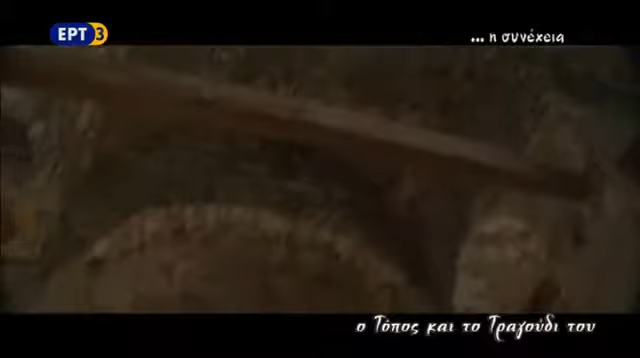 ΕΡΤ3
... η συνέχεια
ο Τόπος και το Τραγούδι του